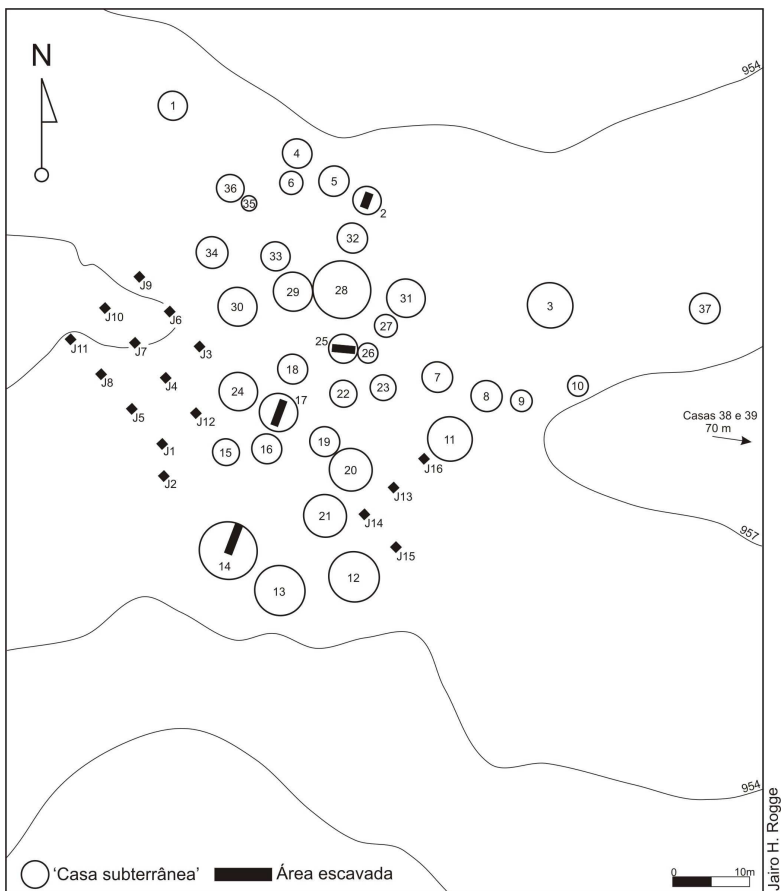 N
954
1
4
36
6
5
35
2
32
34
33
J9
29
28
31
3
37
30
J10
J6
27
J11
J7
J3
25
26
18
J8
J4
24
7
10
22
23
8
9
17
J5
J12
Casas 38 e 39
70 m
J1
15
16
19
11
J16
J2
20
J13
21
J14
957
14
J15
12
13
954
Jairo H. Rogge
'Casa subterrânea'
Área escavada
0 10m